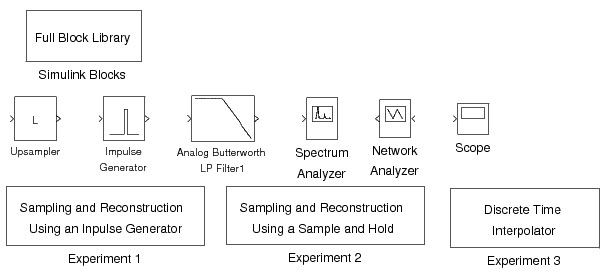 Full Block Library
Simulink Blocks
L
Upsampler
Impulse
Generator
Analog Butterworth
LP Filter1
Spectrum
Analyzer
Network
Analyzer
Scope
Sampling and Reconstruction
Using an Inpulse Generator
Experiment 1
Sampling and Reconstruction
Using a Sample and Hold
Experiment 2
Discrete Time
Interpolator
Experiment 3